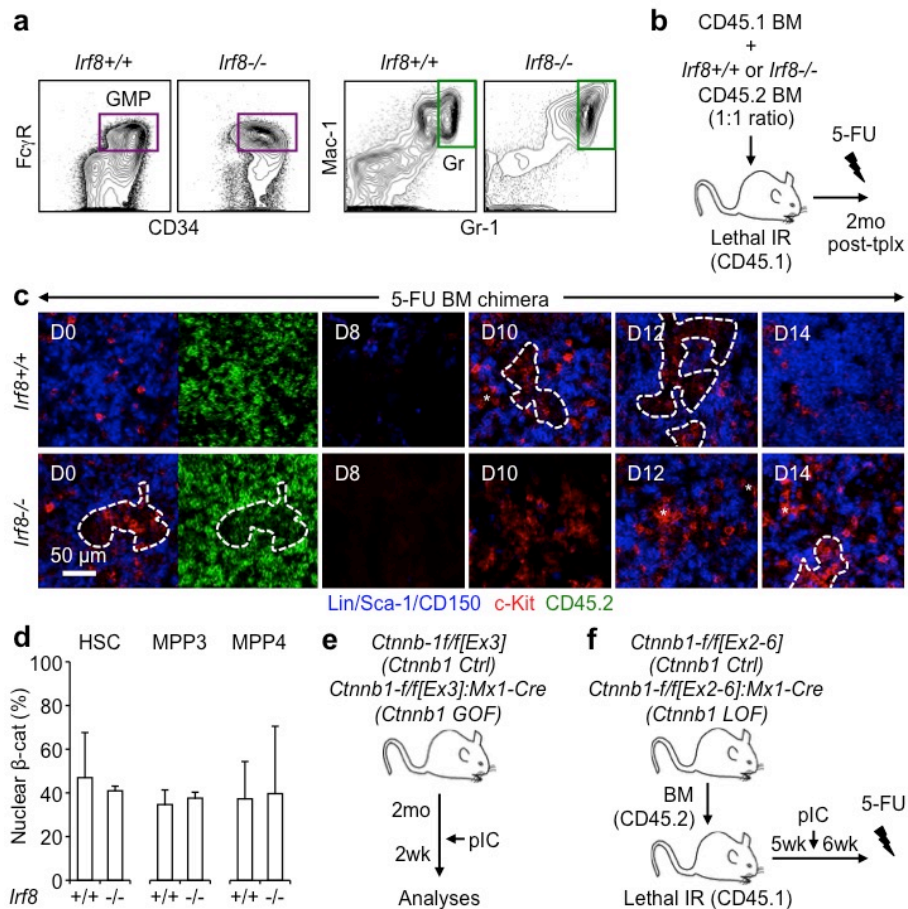 a
Irf8+/+
Irf8-/-
GMP
FcγR
CD34
Irf8+/+
Irf8-/-
Mac-1
Gr
Gr-1
b
CD45.1 BM
+
Irf8+/+ or Irf8-/-
CD45.2 BM
(1:1 ratio)
5-FU
Lethal IR
(CD45.1)
2mo
post-tplx
c
5-FU BM chimera
Irf8+/+
D0
D8
D10
*
D12
D14
Irf8-/-
D0
50 µm
D8
D10
D12
*
*
D14
*
Lin/Sca-1/CD150 c-Kit CD45.2
d
HSC MPP3 MPP4
Nuclear β-cat (%)
100
80
60
40
20
0
Irf8 +/+ -/- +/+ -/- +/+ -/-
e
Ctnnb-1f/f[Ex3]
(Ctnnb1 Ctrl)
Ctnnb1-f/f[Ex3]:Mx1-Cre
(Ctnnb1 GOF)
2mo
pIC
2wk
Analyses
f
Ctnnb1-f/f[Ex2-6]
(Ctnnb1 Ctrl)
Ctnnb1-f/f[Ex2-6]:Mx1-Cre
(Ctnnb1 LOF)
BM
(CD45.2)
pIC
5wk 6wk
5-FU
Lethal IR (CD45.1)